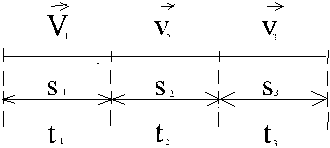 V₁ v₂ v₃
s₁ s₂ s₃
t₁ t₂ t₃